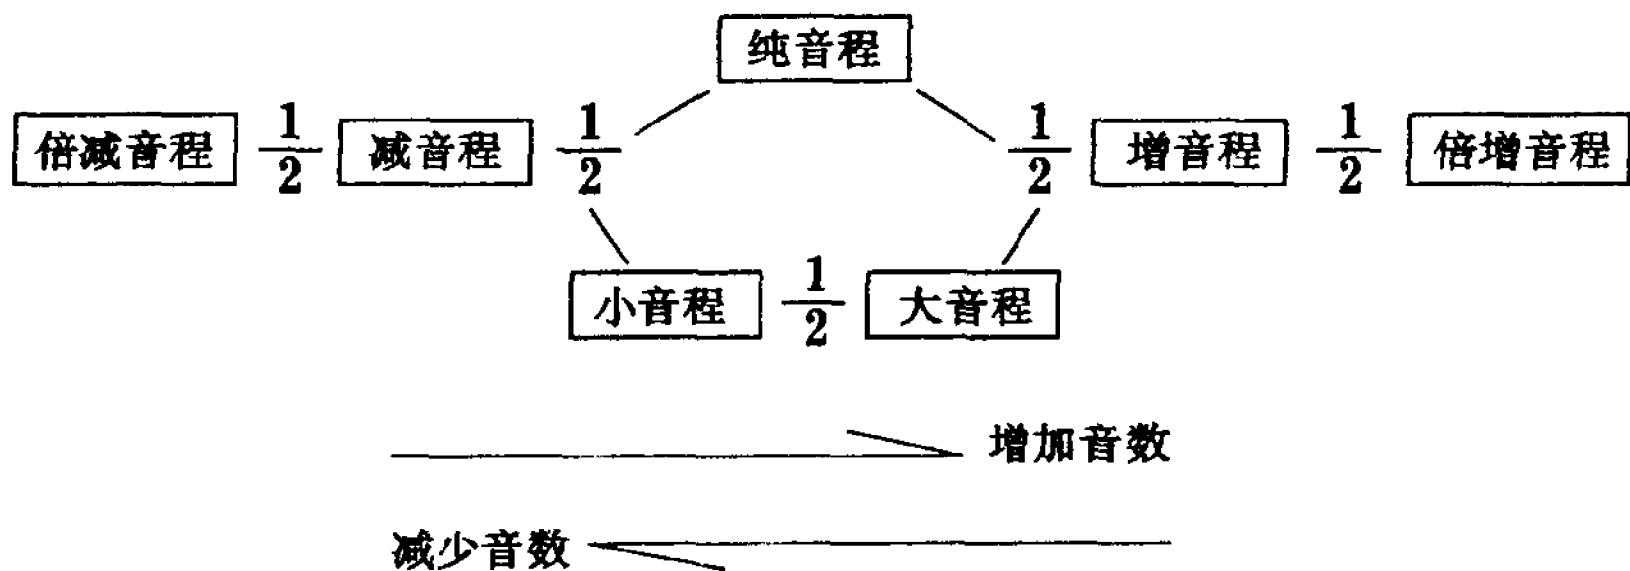 纯音程
倍减音程 1/2 减音程 1/2 1/2 增音程 1/2 倍增音程
小音程 1/2 大音程
增加音数
减少音数